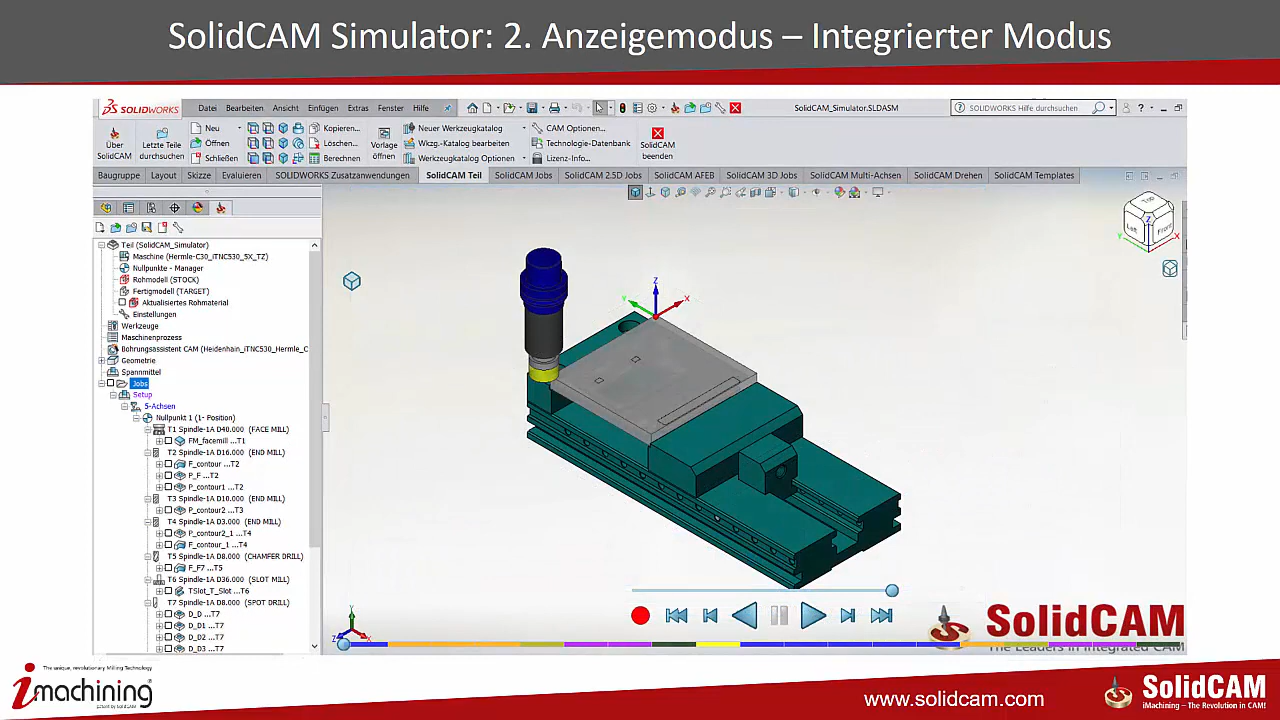 SolidCAM Simulator: 2. Anzeigemodus – Integrierter Modus
SOLIDWORKS
Datei Bearbeiten Ansicht Einfügen Extras Fenster Hilfe
SolidCAM_Simulator.SLDASM
SOLIDWORKS Hilfe durchsuchen
Über SolidCAM
Letzte Teile durchsuchen
Neu
Öffnen
Schließen
Kopieren...
Löschen...
Berechnen
Vorlage öffnen
Neuer Werkzeugkatalog
Wkzg.-Katalog bearbeiten
Werkzeugkatalog Optionen
CAM Optionen...
Technologie-Datenbank
Lizenz-Info...
SolidCAM beenden
Baugruppe Layout Skizze Evaluieren SOLIDWORKS Zusatzanwendungen SolidCAM Teil SolidCAM Jobs SolidCAM 2.5D Jobs SolidCAM AFEB SolidCAM 3D Jobs SolidCAM Multi-Achsen SolidCAM Drehen SolidCAM Templates
Teil (SolidCAM_Simulator)
Maschine (Hermle-C30_iTNC530_5X_TZ)
Nullpunkte - Manager
Rohmodell (STOCK)
Fertigmodell (TARGET)
Aktualisiertes Rohmaterial
Einstellungen
Werkzeuge
Maschinenprozess
Bohrungsassistent CAM (Heidenhain_iTNC530_Hermle_C
Geometrie
Spannmittel
Jobs
Setup
5-Achsen
Nullpunkt 1 (1- Position)
T1 Spindle-1A D40.000 (FACE MILL)
FM_facemill ...T1
T2 Spindle-1A D16.000 (END MILL)
F_contour ...T2
P_F ...T2
P_contour1 ...T2
T3 Spindle-1A D10.000 (END MILL)
P_contour2 ...T3
T4 Spindle-1A D3.000 (END MILL)
P_contour2_1 ...T4
F_contour_1 ...T4
T5 Spindle-1A D8.000 (CHAMFER DRILL)
F_F7 ...T5
T6 Spindle-1A D36.000 (SLOT MILL)
TSlot_T_Slot ...T6
T7 Spindle-1A D8.000 (SPOT DRILL)
D_D ...T7
D_D1 ...T7
D_D2 ...T7
D_D3 ...T7
Z
Y
X
Top
Left
Front
Z
Y
X
Y
Z
X
SolidCAM
The Leaders in Integrated CAM
The unique, revolutionary Milling Technology
imachining
patent by SolidCAM
www.solidcam.com
SolidCAM
iMachining – The Revolution in CAM!